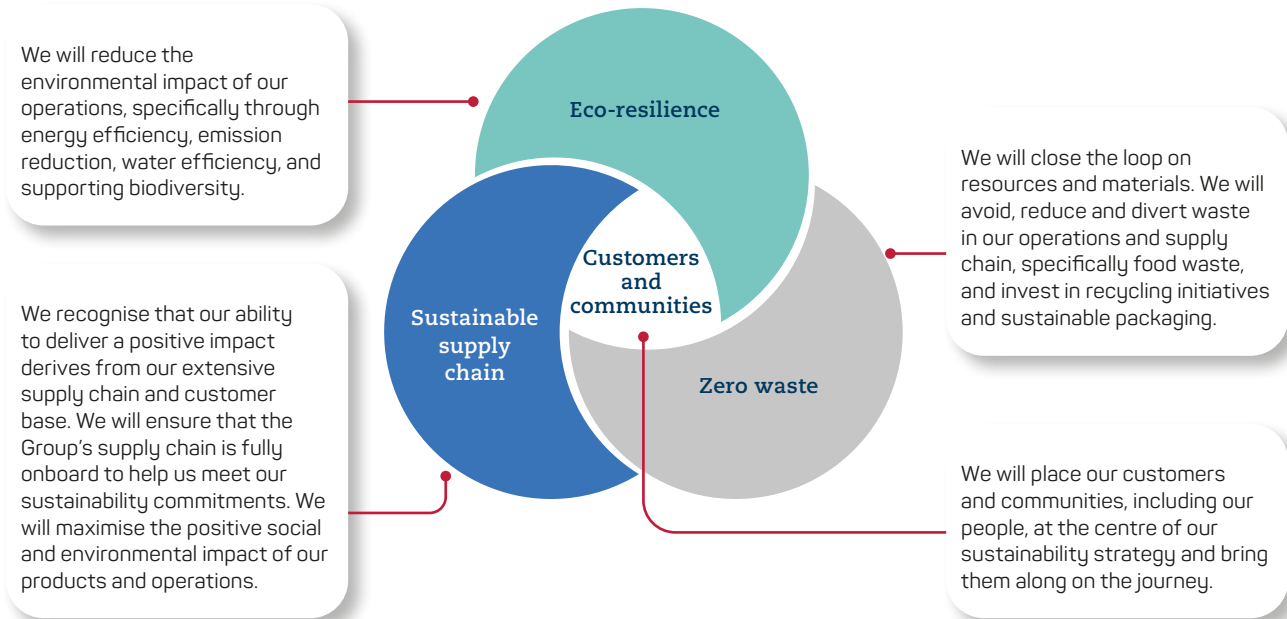 We will reduce the
environmental impact of our
operations, specifically through
energy efficiency, emission
reduction, water efficiency, and
supporting biodiversity.
We recognise that our ability
to deliver a positive impact
derives from our extensive
supply chain and customer
base. We will ensure that the
Group’s supply chain is fully
onboard to help us meet our
sustainability commitments. We
will maximise the positive social
and environmental impact of our
products and operations.
Eco-resilience
Customers
and
communities
Sustainable
supply
chain
Zero waste
We will close the loop on
resources and materials. We will
avoid, reduce and divert waste
in our operations and supply
chain, specifically food waste,
and invest in recycling initiatives
and sustainable packaging.
We will place our customers
and communities, including our
people, at the centre of our
sustainability strategy and bring
them along on the journey.